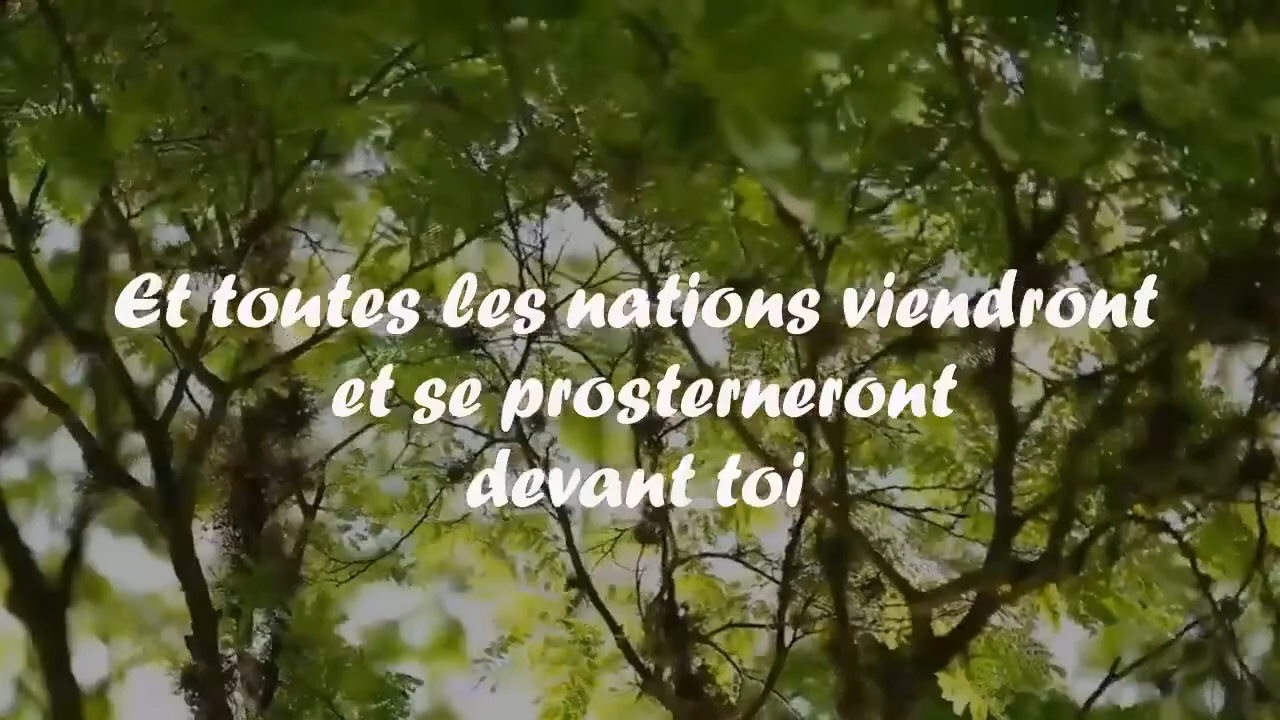 Et toutes les nations viendront
et se prosterneront
devant toi